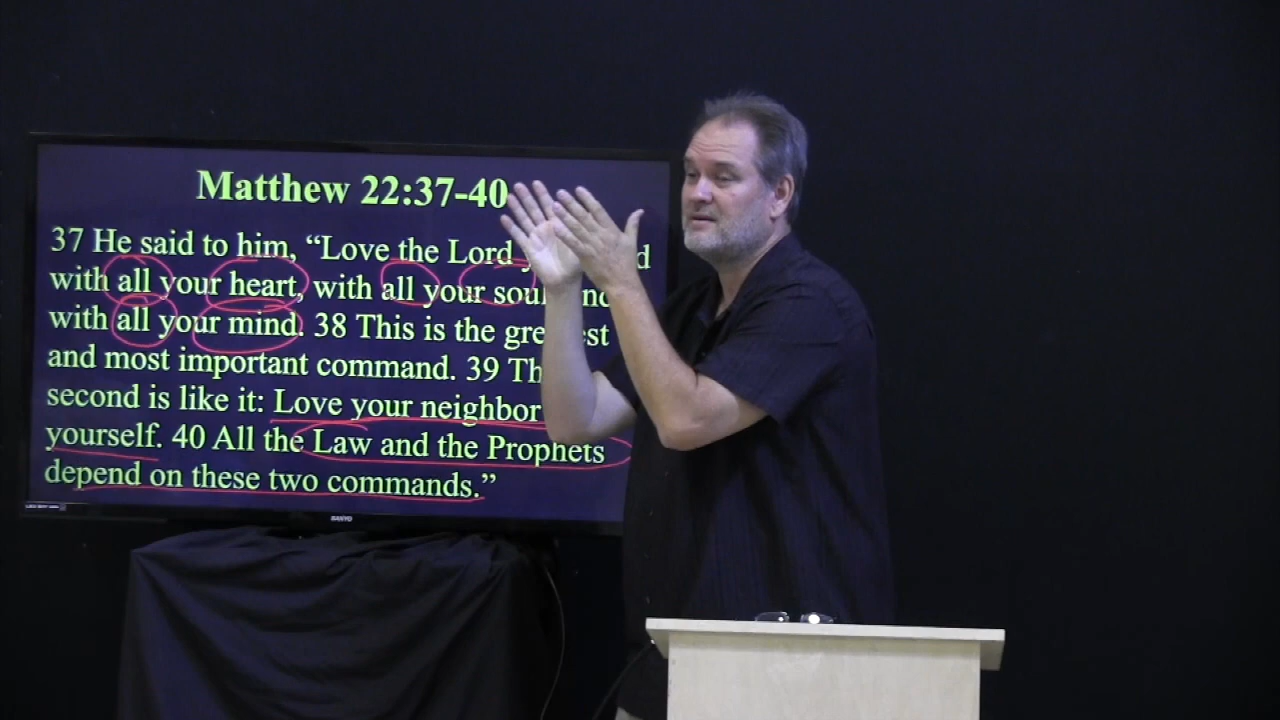 Matthew 22:37-40
37 He said to him, “Love the Lord
with all your heart, with all your soul
with all your mind. 38 This is the
and most important command. 39
second is like it: Love your neighbor
yourself. 40 All the Law and the Prophets
depend on these two commands.”
SANYO